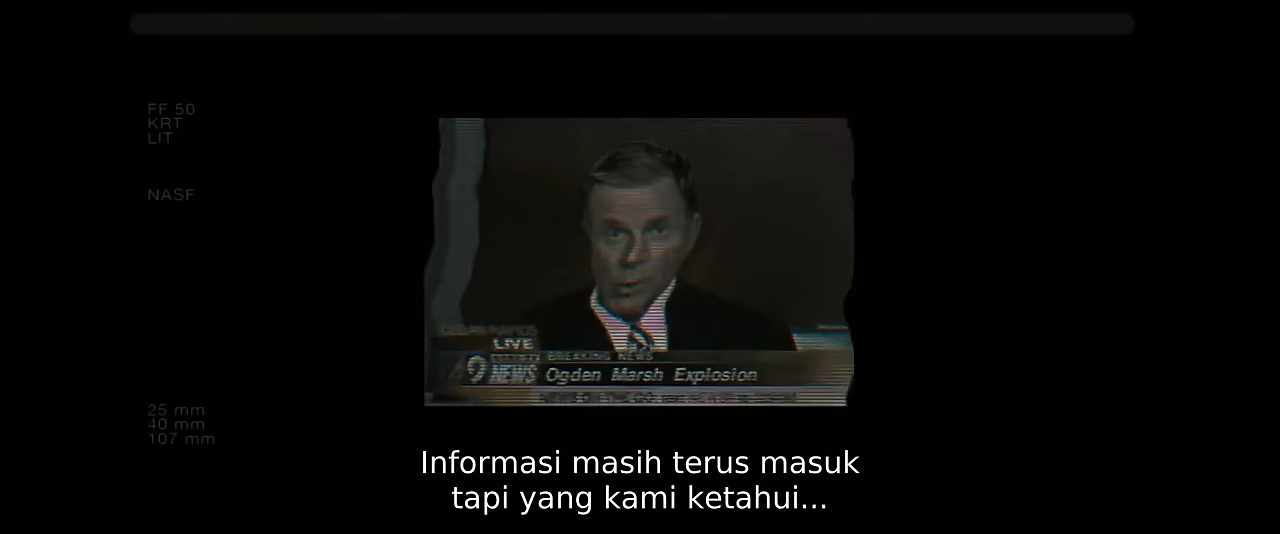 FF 50
KRT
LIT
NASF
LIVE
BREAKING NEWS
9 NEWS
Ogden Marsh Explosion
25 mm
40 mm
107 mm
Informasi masih terus masuk
tapi yang kami ketahui...